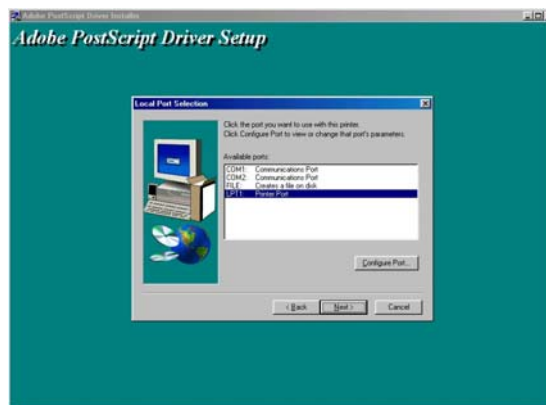 Adobe PostScript Driver Installer
Adobe PostScript Driver Setup
Local Port Selection
Click the port you want to use with this printer.
Click Configure Port to view or change that port's parameters.
Available ports:
COM1: Communications Port
COM2: Communications Port
FILE: Creates a file on disk
LPT1: Printer Port
Configure Port...
< Back
Next >
Cancel